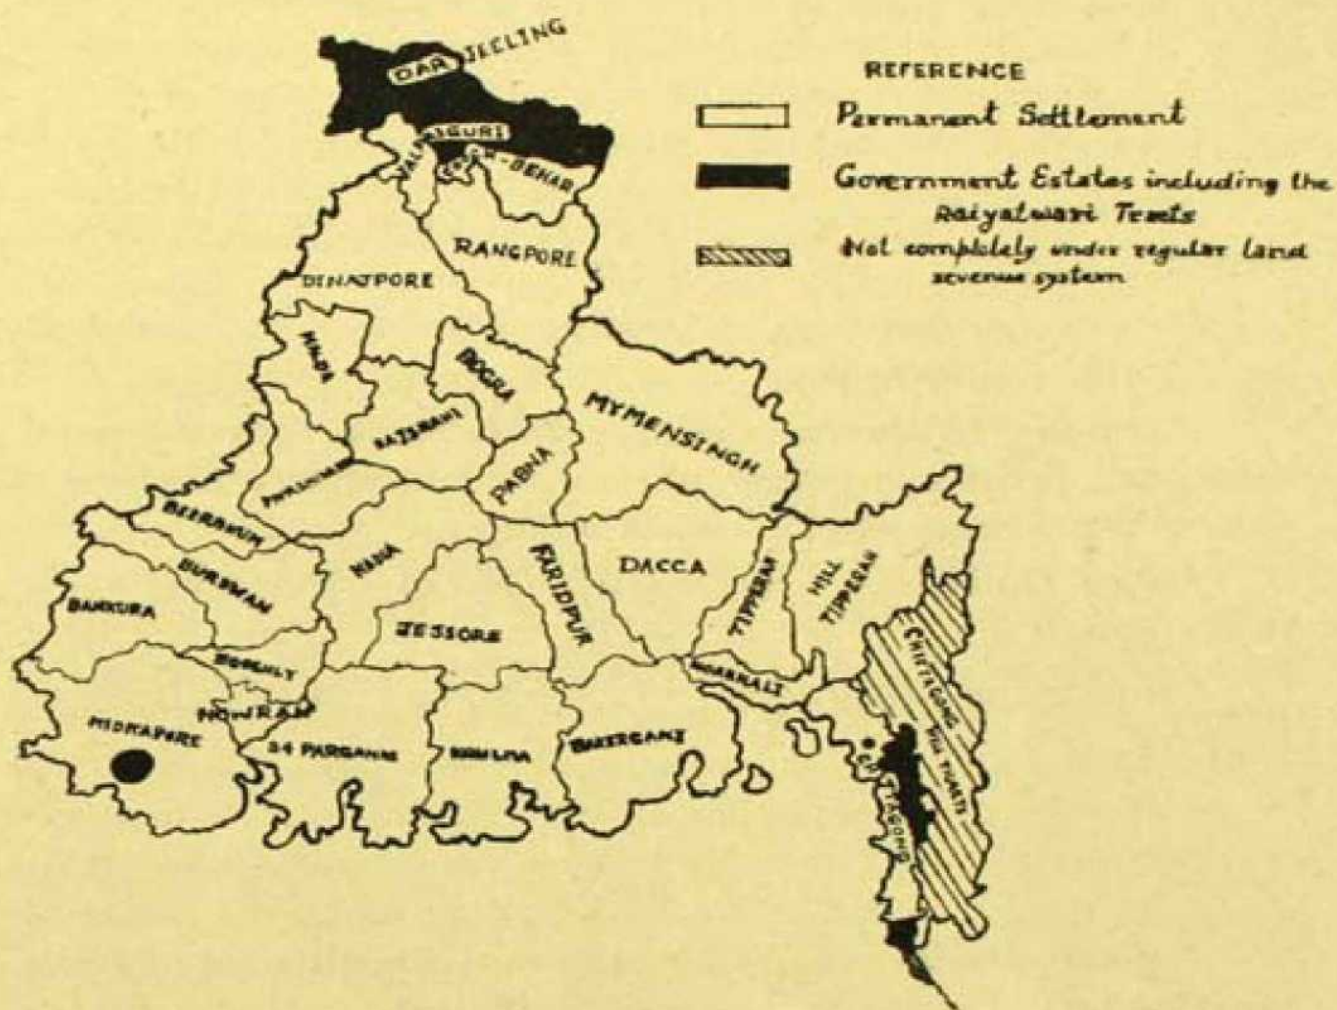 DARJEELING
REFERENCE
Permanent Settlement
Government Estates including the
Raiyatwari Tracts
Not completely under regular land
revenue system
JALPAIGURI
COOCH-BEHAR
RANGPORE
DINAJPORE
MALDA
BOGRA
RAJSHAHI
MYMENSINGH
PABNA
BEERBHUM
NADIA
FARIDPUR
DACCA
TIPPERAH
HILL
TIPPERAH
BURDWAN
BANKURA
JESSORE
HOOGHLY
NOAKHALI
CHITTAGONG
HILL TRACTS
HOWRAH
MIDNAPORE
24 PARGANAS
KHULNA
BAKERGANJ
CHITTAGONG